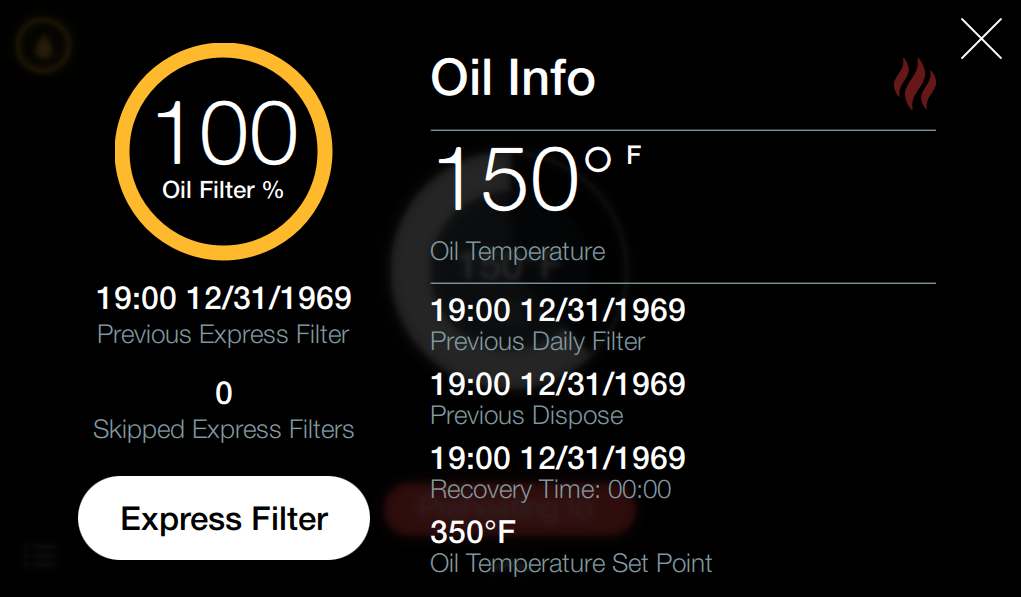 100
Oil Filter %
19:00 12/31/1969
Previous Express Filter
0
Skipped Express Filters
Express Filter
Oil Info
150° F
Oil Temperature
150°F
19:00 12/31/1969
Previous Daily Filter
19:00 12/31/1969
Previous Dispose
19:00 12/31/1969
Recovery Time: 00:00
350°F
Oil Temperature Set Point